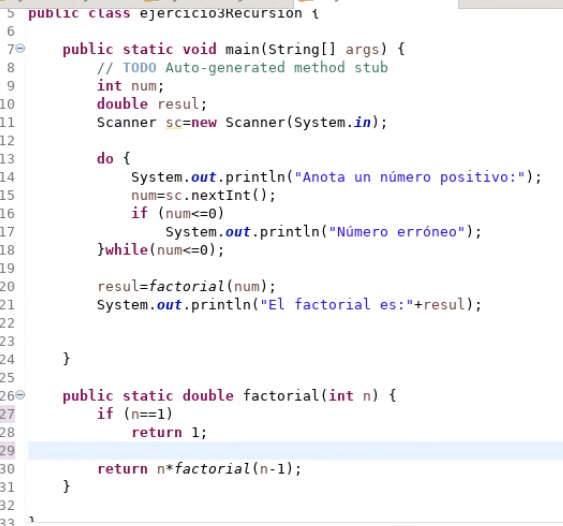 5 public class ejercicio3Recursion {
6
7 public static void main(String[] args) {
8 // TODO Auto-generated method stub
9 int num;
10 double resul;
11 Scanner sc=new Scanner(System.in);
12
13 do {
14 System.out.println("Anota un número positivo:");
15 num=sc.nextInt();
16 if (num<=0)
17 System.out.println("Número erróneo");
18 }while(num<=0);
19
20 resul=factorial(num);
21 System.out.println("El factorial es:"+resul);
22
23
24 }
25
26 public static double factorial(int n) {
27 if (n==1)
28 return 1;
29
30 return n*factorial(n-1);
31 }
32
33 }